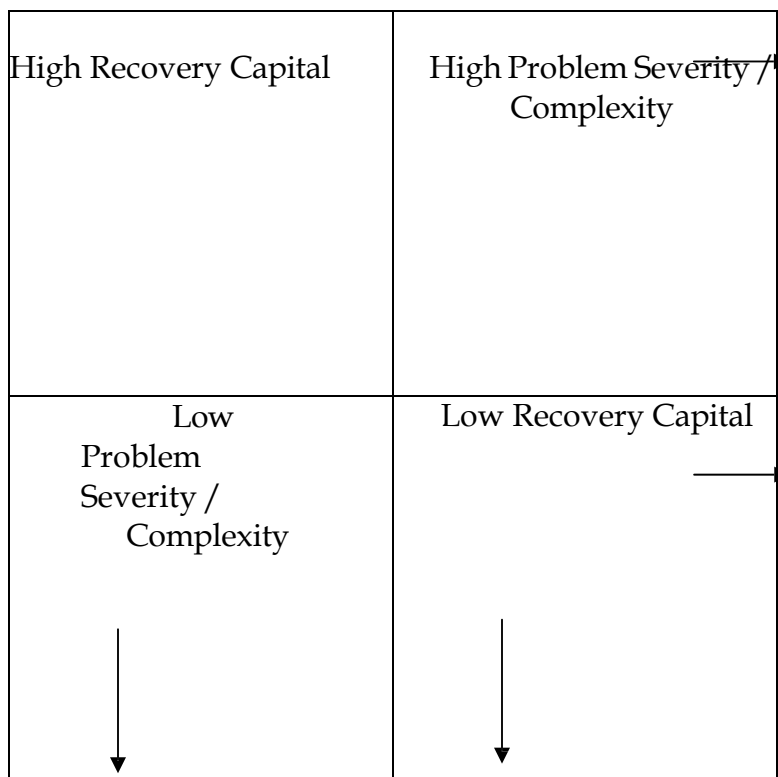 High Recovery Capital
High Problem Severity /
Complexity
Low
Problem
Severity /
Complexity
Low Recovery Capital